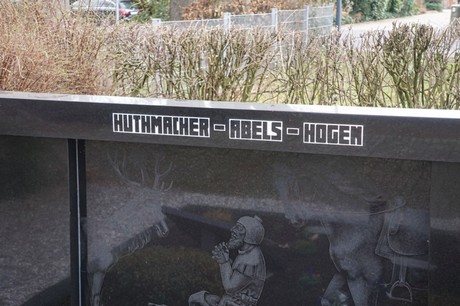 HUTHMACHER - ABELS - HOGEN